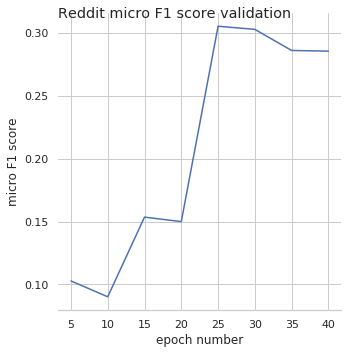 Reddit micro F1 score validation
0.30
0.25
0.20
0.15
0.10
micro F1 score
5 10 15 20 25 30 35 40
epoch number